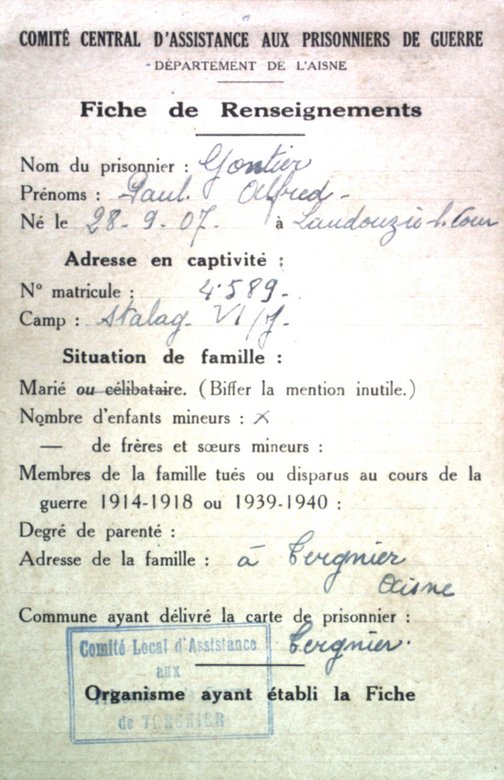 COMITÉ CENTRAL D'ASSISTANCE AUX PRISONNIERS DE GUERRE
- DÉPARTEMENT DE L'AISNE
Fiche de Renseignements
Nom du prisonnier : Gontier
Prénoms : Paul. Alfred -
Né le 28 - 9 - 07. à Landouzie-l. Cour
Adresse en captivité :
N° matricule : 4589 -
Camp : Stalag VI/J.
Situation de famille :
Marié ou célibataire. (Biffer la mention inutile.)
Nombre d'enfants mineurs : x
— de frères et sœurs mineurs :
Membres de la famille tués ou disparus au cours de la
guerre 1914-1918 ou 1939-1940 :
Degré de parenté :
Adresse de la famille : à Tergnier
Aisne
Commune ayant délivré la carte de prisonnier :
Tergnier.
Comité Local d'Assistance
aux
de TERGNIER
Organisme ayant établi la Fiche